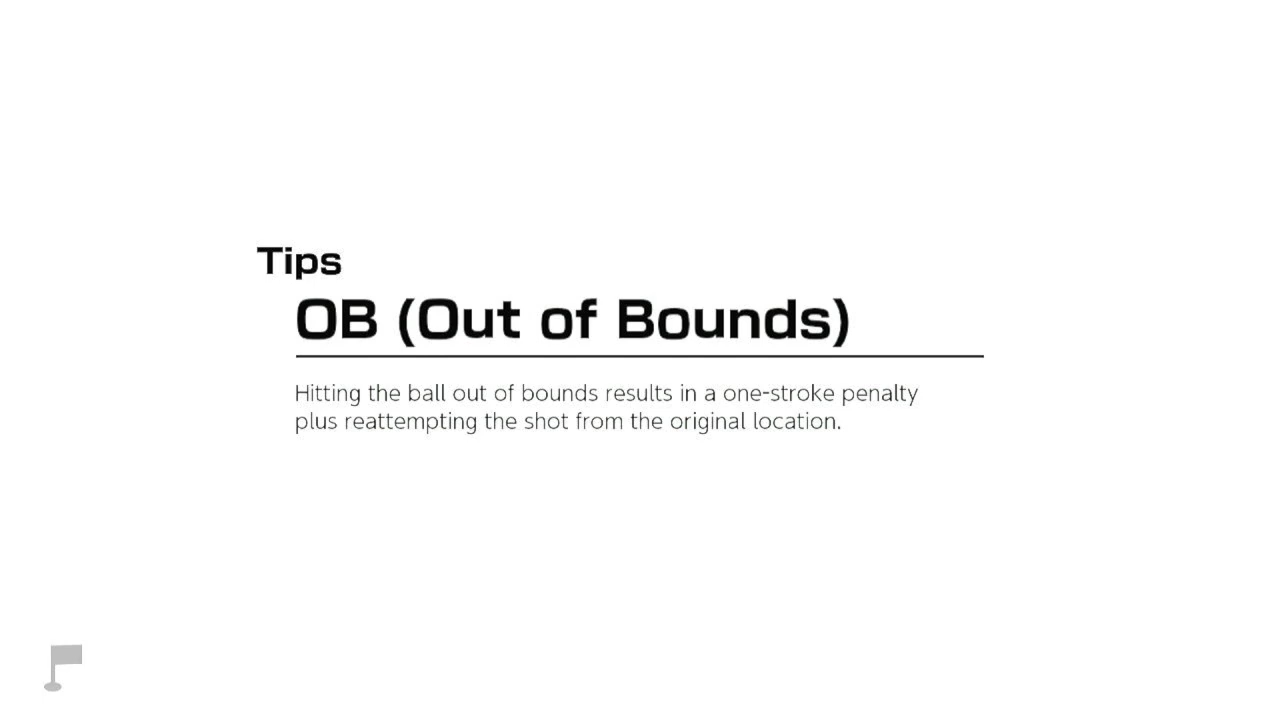 Tips
OB (Out of Bounds)
Hitting the ball out of bounds results in a one-stroke penalty
plus reattempting the shot from the original location.